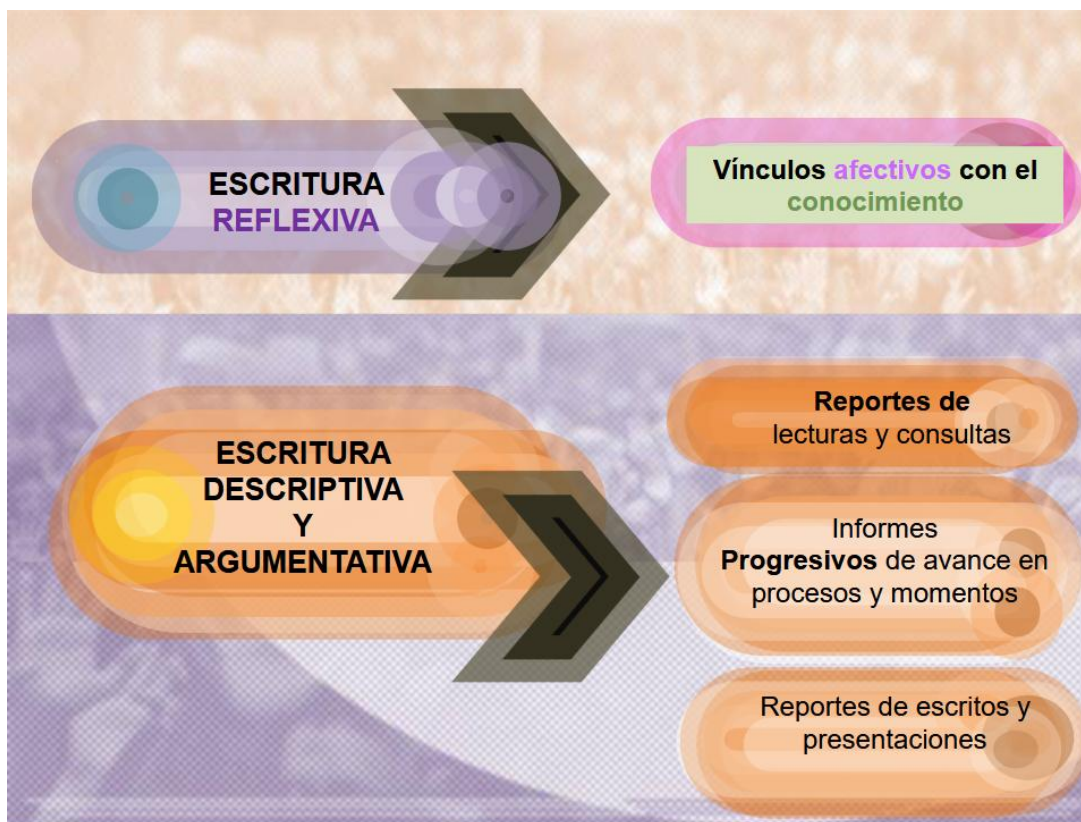 ESCRITURA
REFLEXIVA
Vínculos afectivos con el
conocimiento
ESCRITURA
DESCRIPTIVA
Y
ARGUMENTATIVA
Reportes de
lecturas y consultas
Informes
Progresivos de avance en
procesos y momentos
Reportes de escritos y
presentaciones